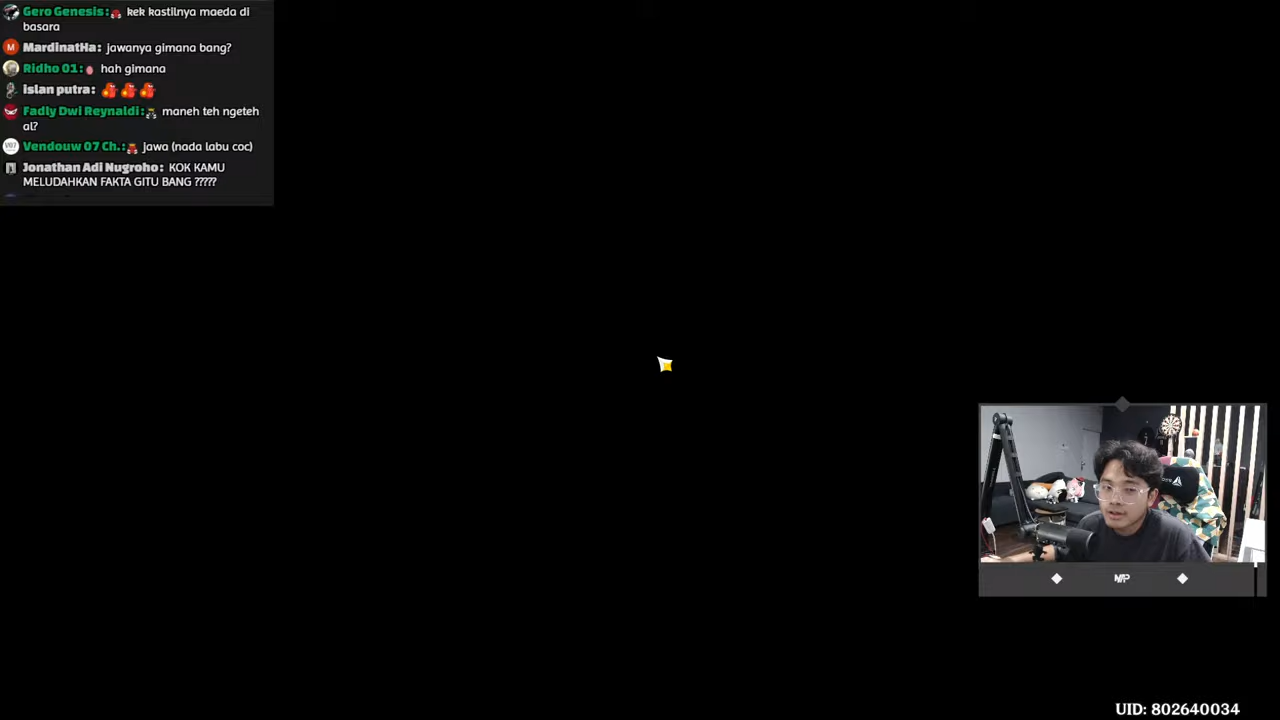 Gero Genesis: kek kastilnya maeda di
basara
MardinatHa: jawanya gimana bang?
Ridho 01: hah gimana
islan putra:
Fadly Dwi Reynaldi: maneh teh ngeteh
al?
Vendouw 07 Ch.: jawa (nada labu coc)
Jonathan Adi Nugroho: KOK KAMU
MELUDAHKAN FAKTA GITU BANG ?????
UID: 802640034